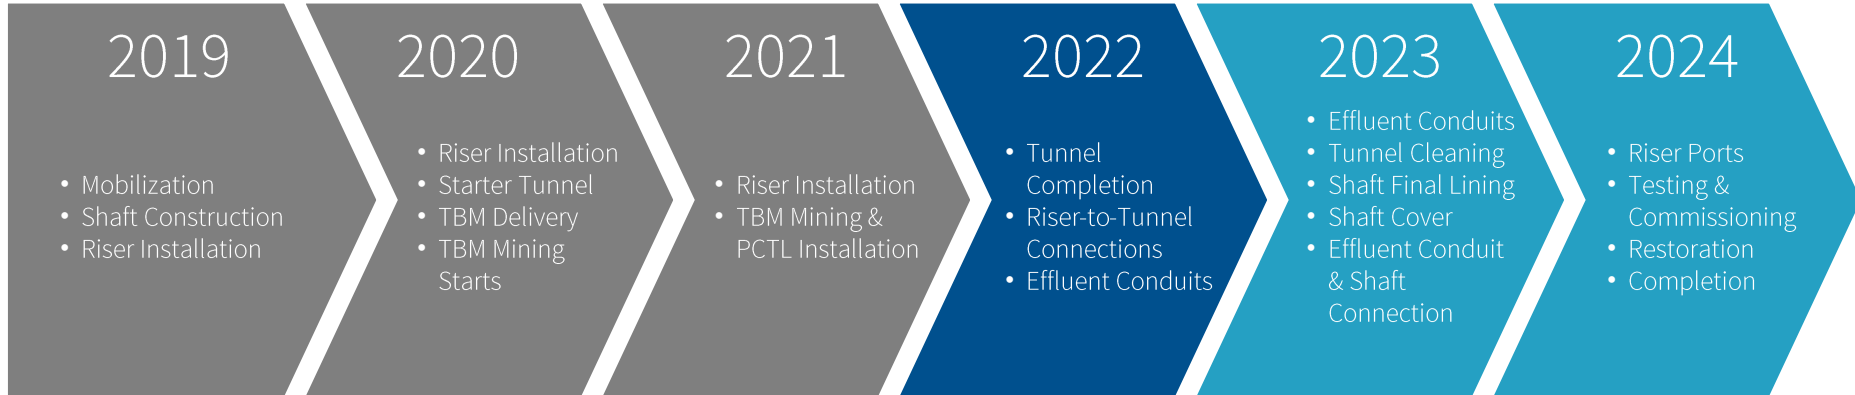 2019
• Mobilization
• Shaft Construction
• Riser Installation
2020
• Riser Installation
• Starter Tunnel
• TBM Delivery
• TBM Mining
Starts
2021
• Riser Installation
• TBM Mining &
PCTL Installation
2022
• Tunnel
Completion
• Riser-to-Tunnel
Connections
• Effluent Conduits
2023
• Effluent Conduits
• Tunnel Cleaning
• Shaft Final Lining
• Shaft Cover
• Effluent Conduit
& Shaft
Connection
2024
• Riser Ports
• Testing &
Commissioning
• Restoration
• Completion